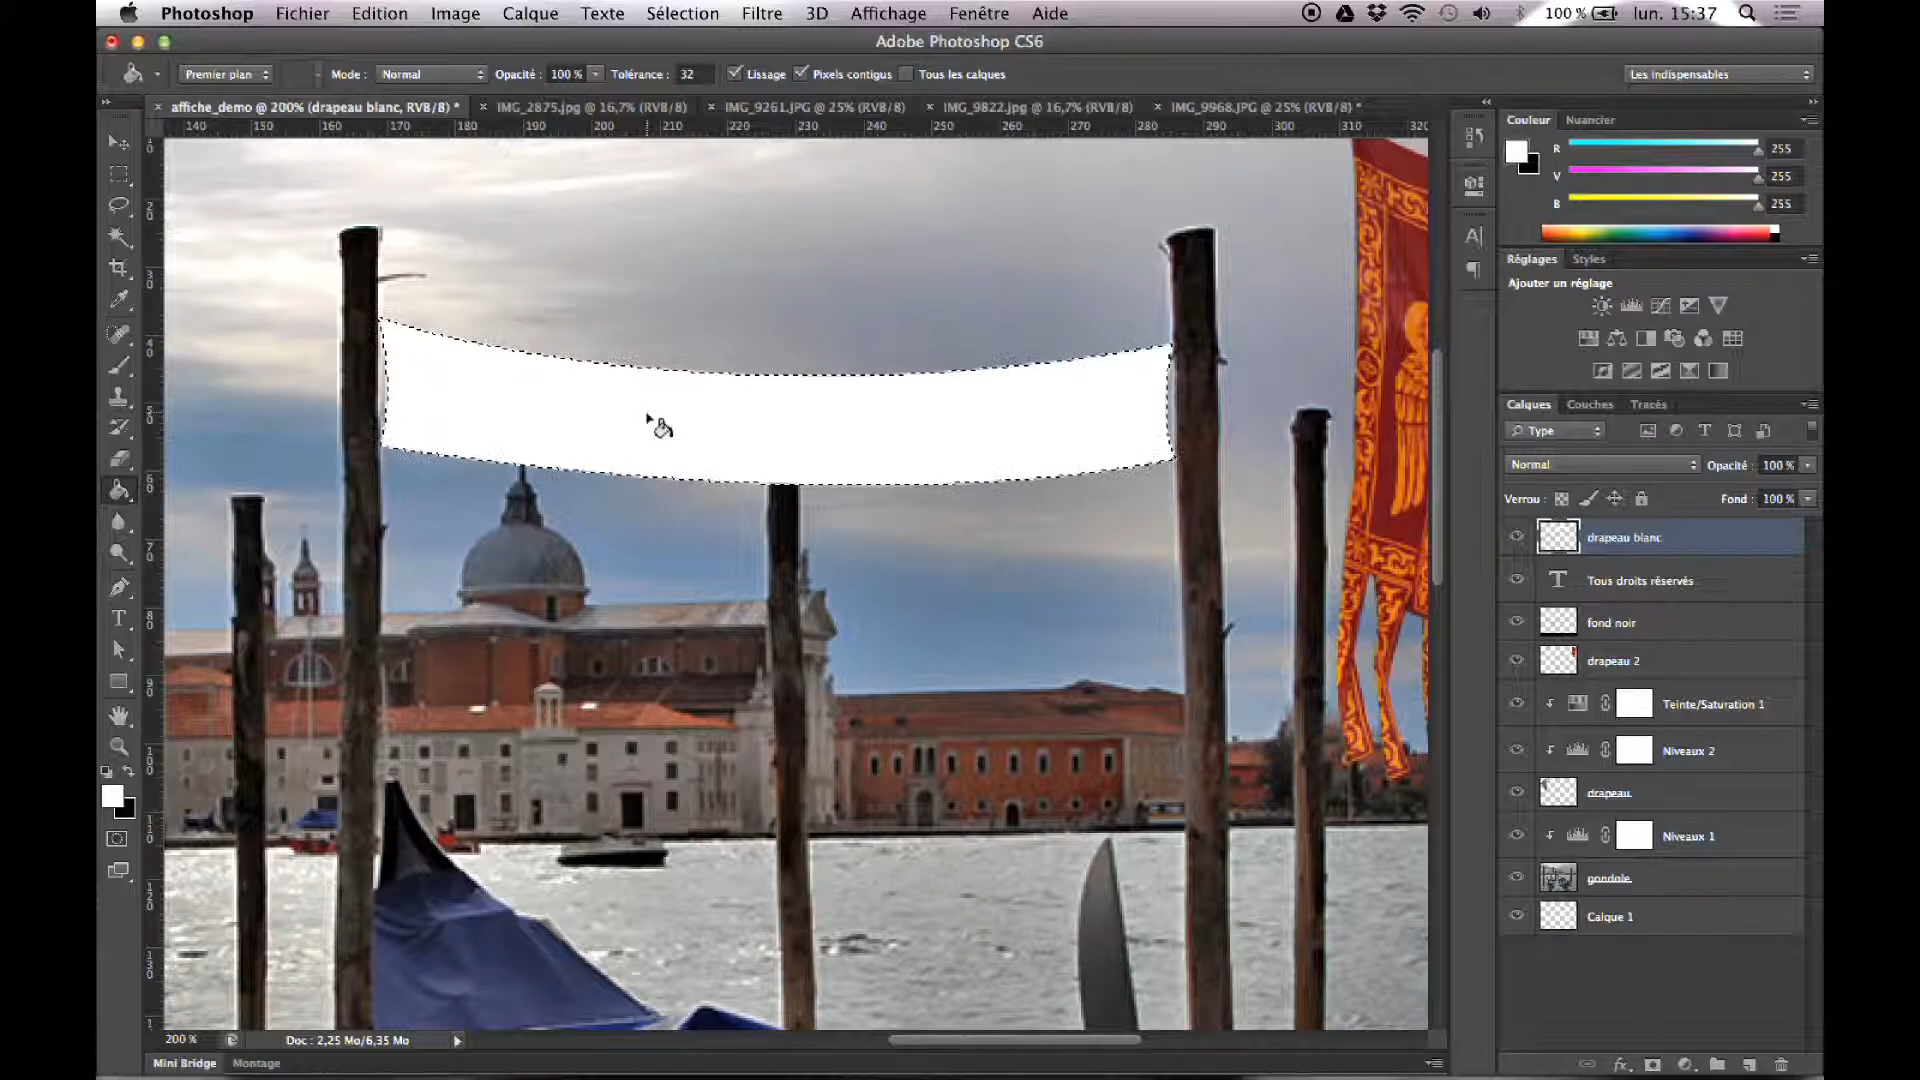 Photoshop Fichier Edition Image Calque Texte Sélection Filtre 3D Affichage Fenêtre Aide 100 % lun. 15:37
Adobe Photoshop CS6
Premier plan Mode : Normal Opacité : 100 % Tolérance : 32 Lissage Pixels contigus Tous les calques Les indispensables
affiche_demo @ 200% (drapeau blanc, RVB/8) * IMG_2875.jpg @ 16,7% (RVB/8) IMG_9261.JPG @ 25% (RVB/8) IMG_9822.jpg @ 16,7% (RVB/8) IMG_9968.JPG @ 25% (RVB/8) *
140 150 160 170 180 190 200 210 220 230 240 250 260 270 280 290 300 310 320
Couleur Nuancier
R 255
V 255
B 255
Réglages Styles
Ajouter un réglage
Calques Couches Tracés
Type
Normal Opacité : 100 %
Verrou : Fond : 100 %
drapeau blanc
Tous droits réservés
fond noir
drapeau 2
Teinte/Saturation 1
Niveaux 2
drapeau
Niveaux 1
gondole
Calque 1
200 % Doc : 2,25 Mo/6,35 Mo
Mini Bridge Montage